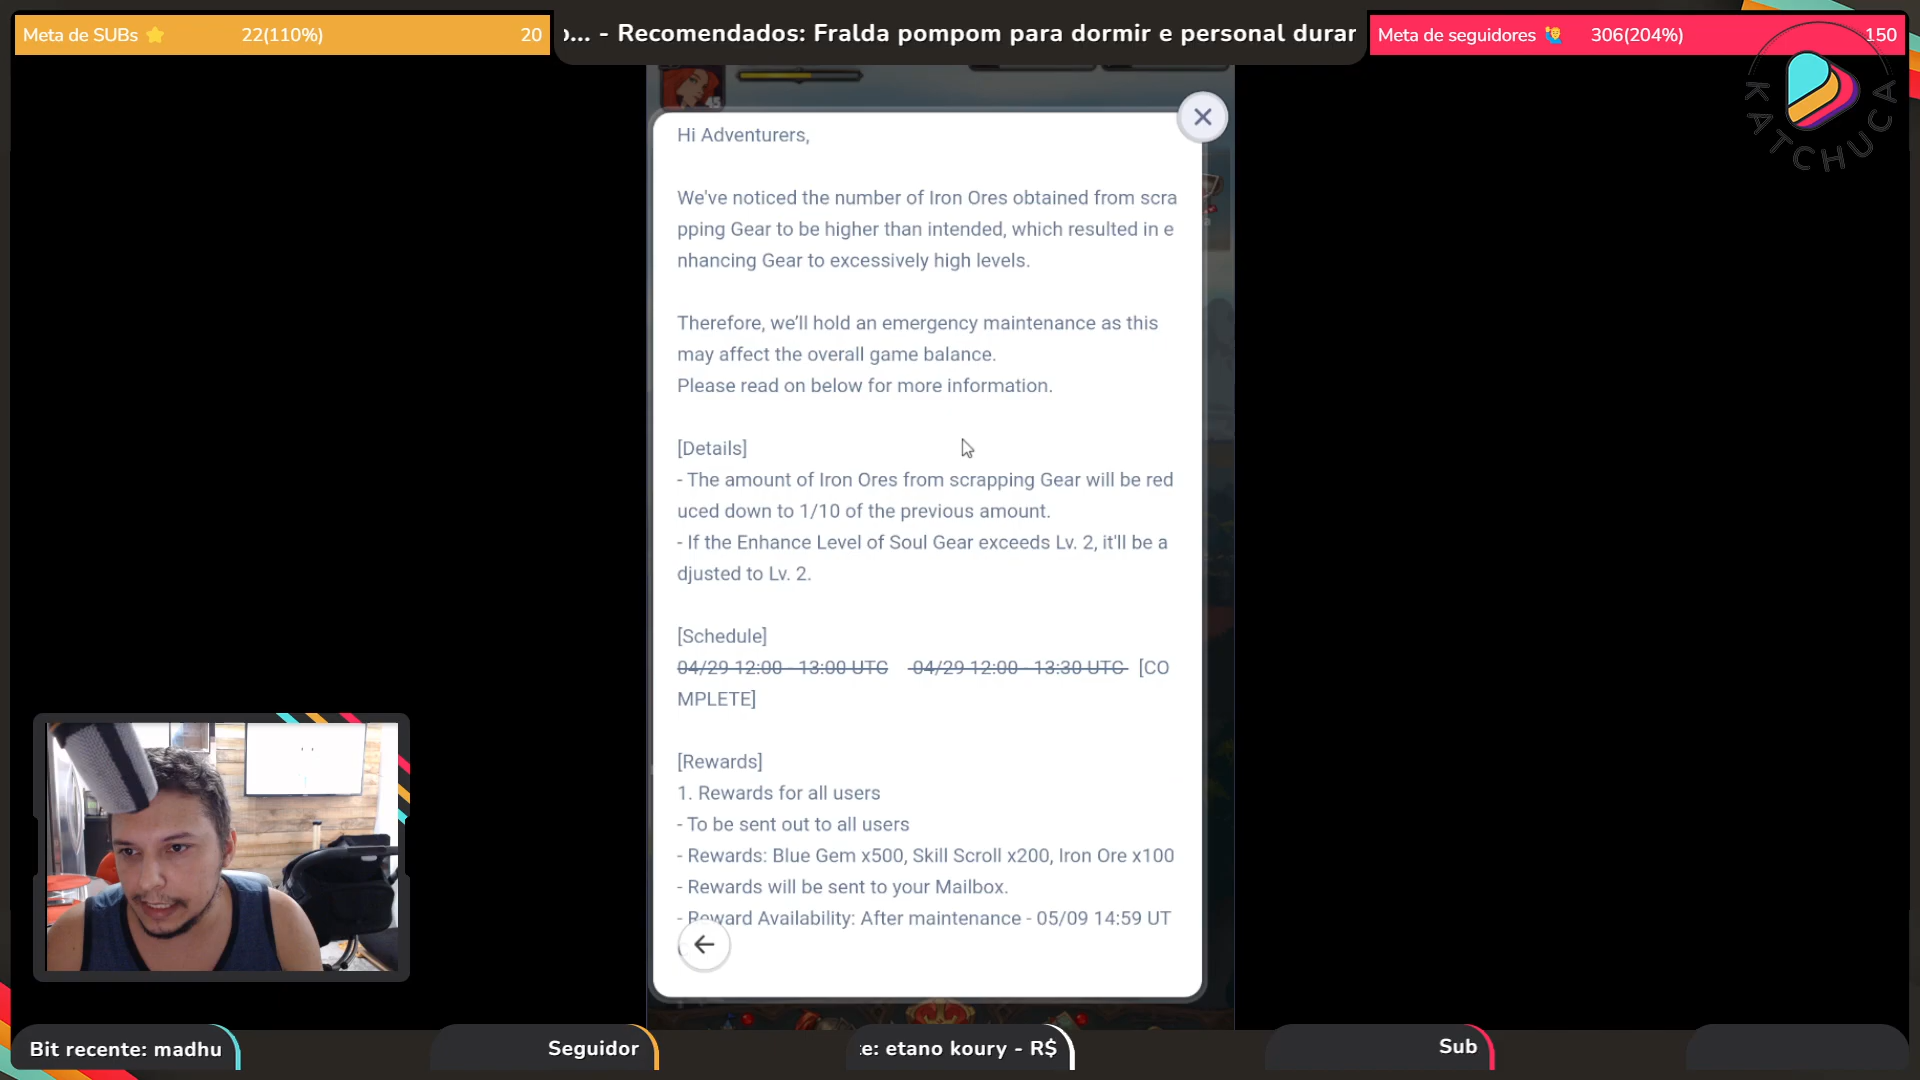 Meta de SUBs 22(110%) 20
o... - Recomendados: Fralda pompom para dormir e personal durar
Meta de seguidores 306(204%) 150
KATCHUCA
45
Hi Adventurers,
We've noticed the number of Iron Ores obtained from scra
pping Gear to be higher than intended, which resulted in e
nhancing Gear to excessively high levels.
Therefore, we'll hold an emergency maintenance as this
may affect the overall game balance.
Please read on below for more information.
[Details]
- The amount of Iron Ores from scrapping Gear will be red
uced down to 1/10 of the previous amount.
- If the Enhance Level of Soul Gear exceeds Lv. 2, it'll be a
djusted to Lv. 2.
[Schedule]
04/29 12:00 - 13:00 UTC 04/29 12:00 - 13:30 UTC [CO
MPLETE]
[Rewards]
1. Rewards for all users
- To be sent out to all users
- Rewards: Blue Gem x500, Skill Scroll x200, Iron Ore x100
- Rewards will be sent to your Mailbox.
- Reward Availability: After maintenance - 05/09 14:59 UT
Bit recente: madhu
Seguidor
e: etano koury - R$
Sub